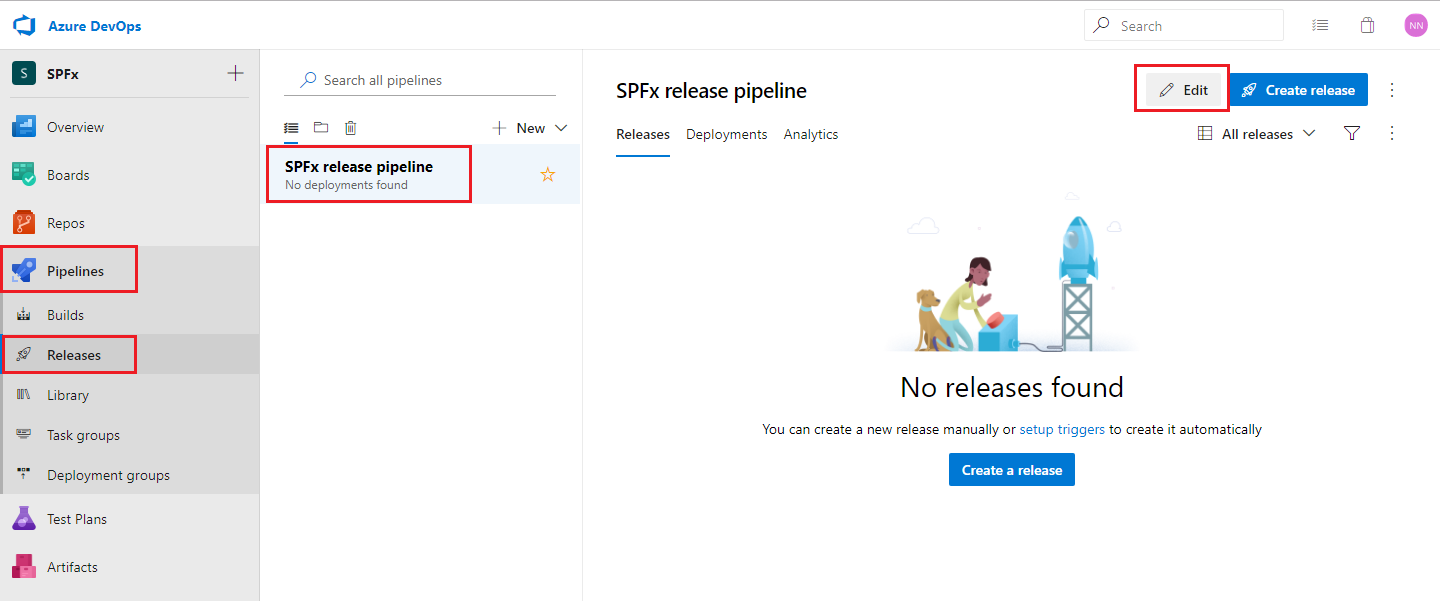 Azure DevOps
Search
NN
S
SPFx
Overview
Boards
Repos
Pipelines
Builds
Releases
Library
Task groups
Deployment groups
Test Plans
Artifacts
Search all pipelines
New
SPFx release pipeline
No deployments found
SPFx release pipeline
Edit
Create release
Releases
Deployments
Analytics
All releases
No releases found
You can create a new release manually or setup triggers to create it automatically
Create a release